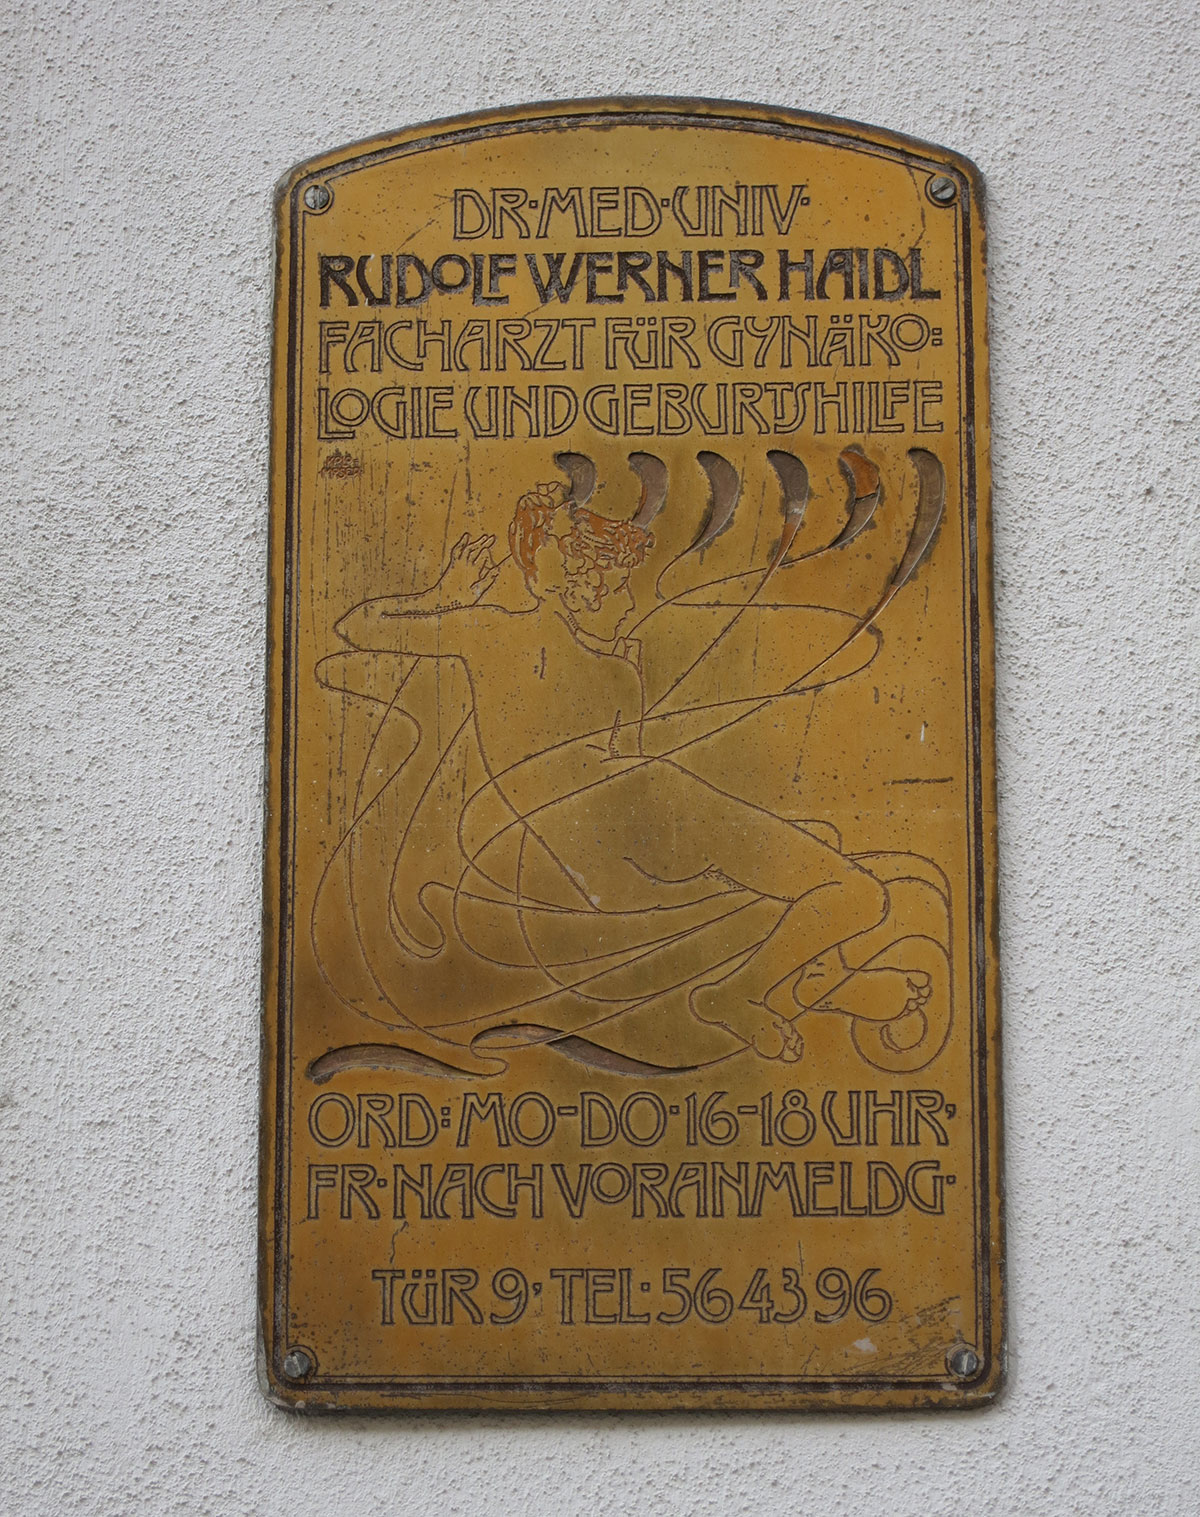 DR·MED·UNIV·
RUDOLF WERNER HAIDL
FACHARZT FÜR GYNÄKO:
LOGIE UND GEBURTSHILFE
ORD: MO-DO·16-18 UHR,
FR·NACH VORANMELDG·
TÜR 9, TEL·56 43 96